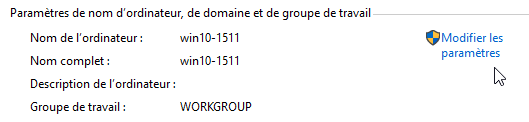 Paramètres de nom d'ordinateur, de domaine et de groupe de travail
Nom de l'ordinateur : win10-1511 Modifier les
paramètres
Nom complet : win10-1511
Description de l'ordinateur :
Groupe de travail : WORKGROUP